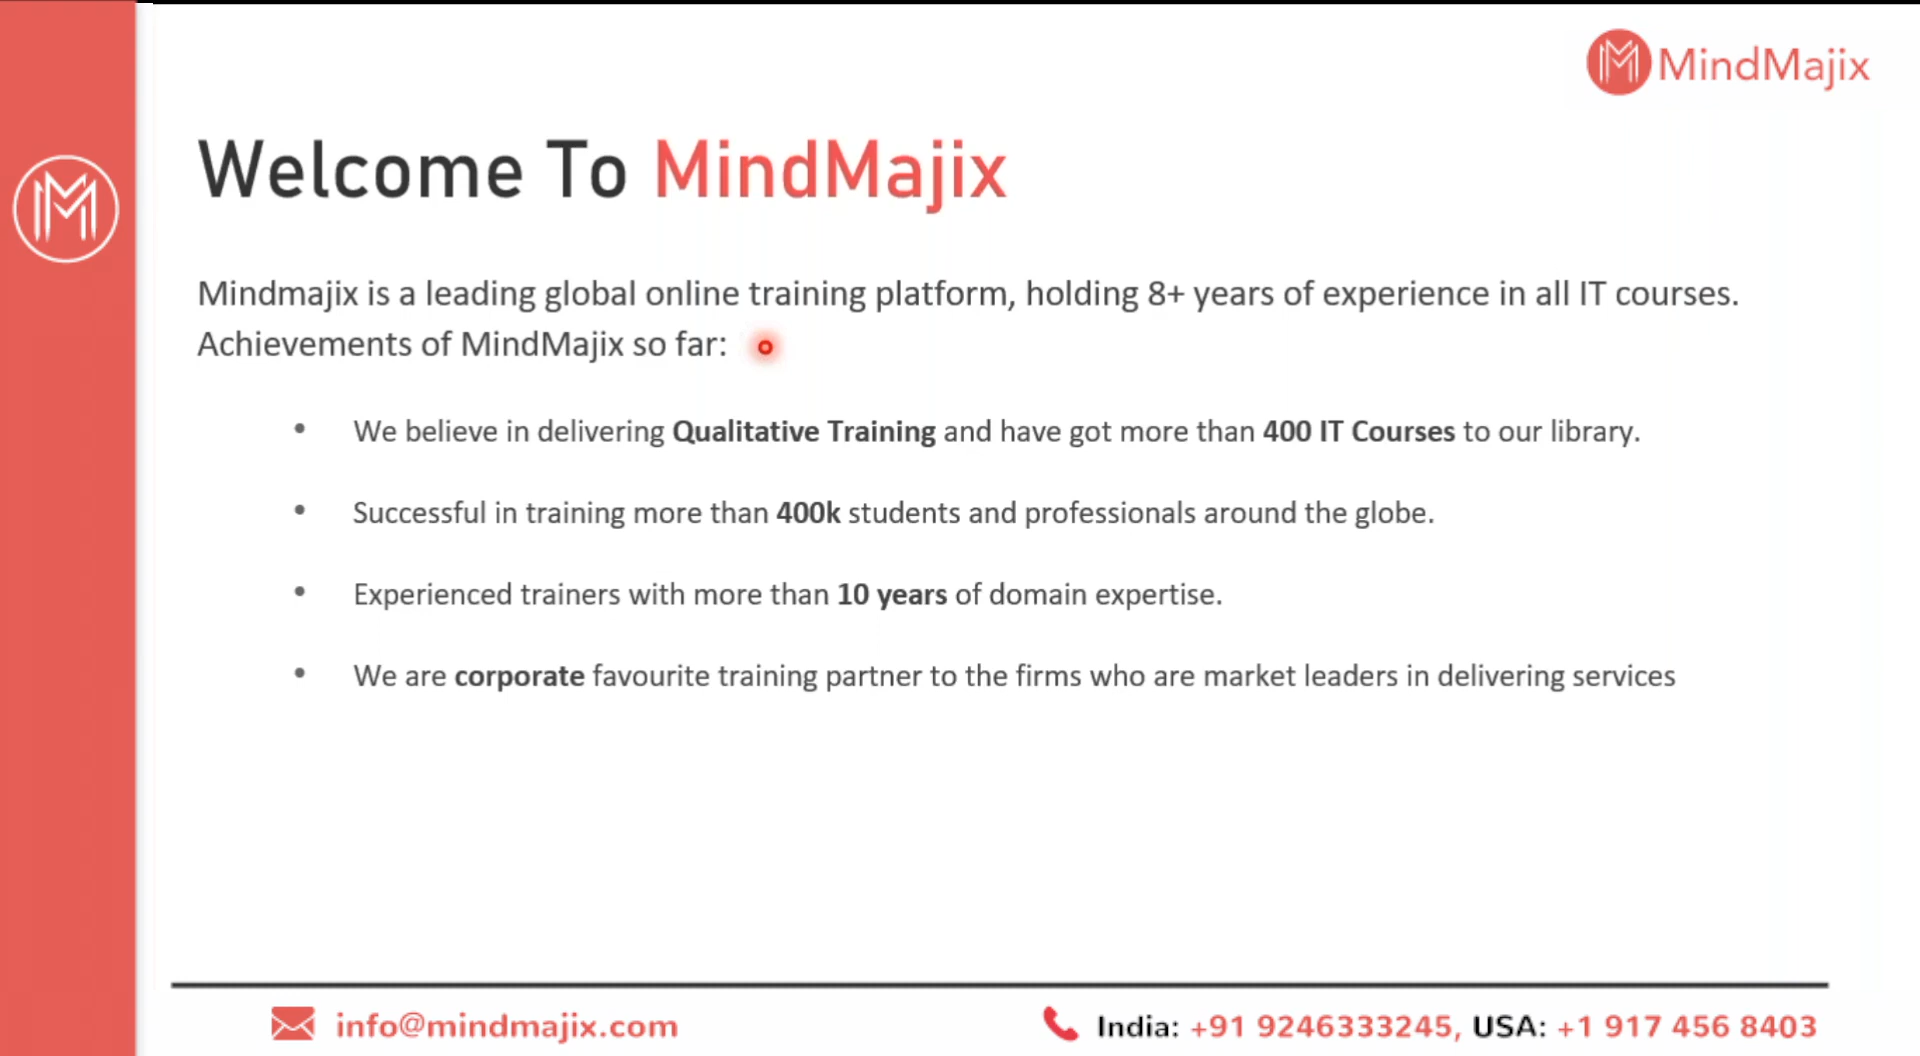 MindMajix
Welcome To MindMajix
Mindmajix is a leading global online training platform, holding 8+ years of experience in all IT courses.
Achievements of MindMajix so far:
• We believe in delivering Qualitative Training and have got more than 400 IT Courses to our library.
• Successful in training more than 400k students and professionals around the globe.
• Experienced trainers with more than 10 years of domain expertise.
• We are corporate favourite training partner to the firms who are market leaders in delivering services
info@mindmajix.com
India: +91 9246333245, USA: +1 917 456 8403